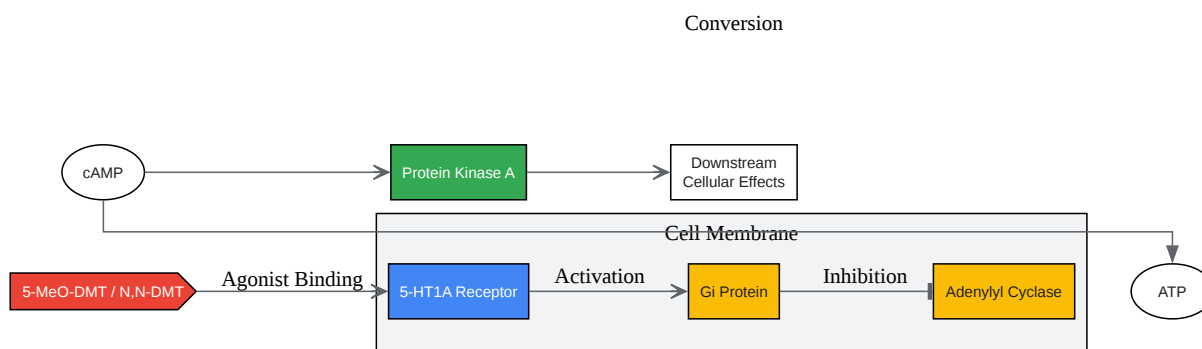 Conversion
cAMP
Protein Kinase A
Downstream
Cellular Effects
Cell Membrane
5-MeO-DMT / N,N-DMT
Agonist Binding
5-HT1A Receptor
Activation
Gi Protein
Inhibition
Adenylyl Cyclase
ATP